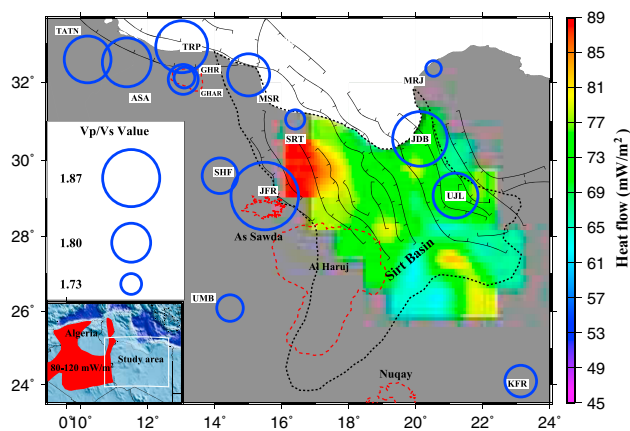 TATN
TRP
GHR
GHAR
ASA
MSR
MRJ
SRT
JDB
SHF
JFR
UJL
As Sawda
Al Haruj
Sirt Basin
UMB
Nuqay
KFR
Vp/Vs Value
1.87
1.80
1.73
Algeria
Study area
80-120 mW/m²
32°
30°
28°
26°
24°
0 10°
12°
14°
16°
18°
20°
22°
24°
89
85
81
77
73
69
65
61
57
53
49
45
Heat flow (mW/m²)